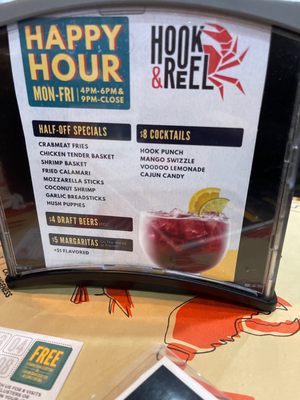 HAPPY
HOUR
MON-FRI
4PM-6PM&
9PM-CLOSE
HOOK
& REEL
HALF-OFF SPECIALS
CRABMEAT FRIES
CHICKEN TENDER BASKET
SHRIMP BASKET
FRIED CALAMARI
MOZZARELLA STICKS
COCONUT SHRIMP
GARLIC BREADSTICKS
HUSH PUPPIES
$4 DRAFT BEERS
$5 MARGARITAS
+$1 FLAVORED
$8 COCKTAILS
HOOK PUNCH
MANGO SWIZZLE
VOODOO LEMONADE
CAJUN CANDY
FREE